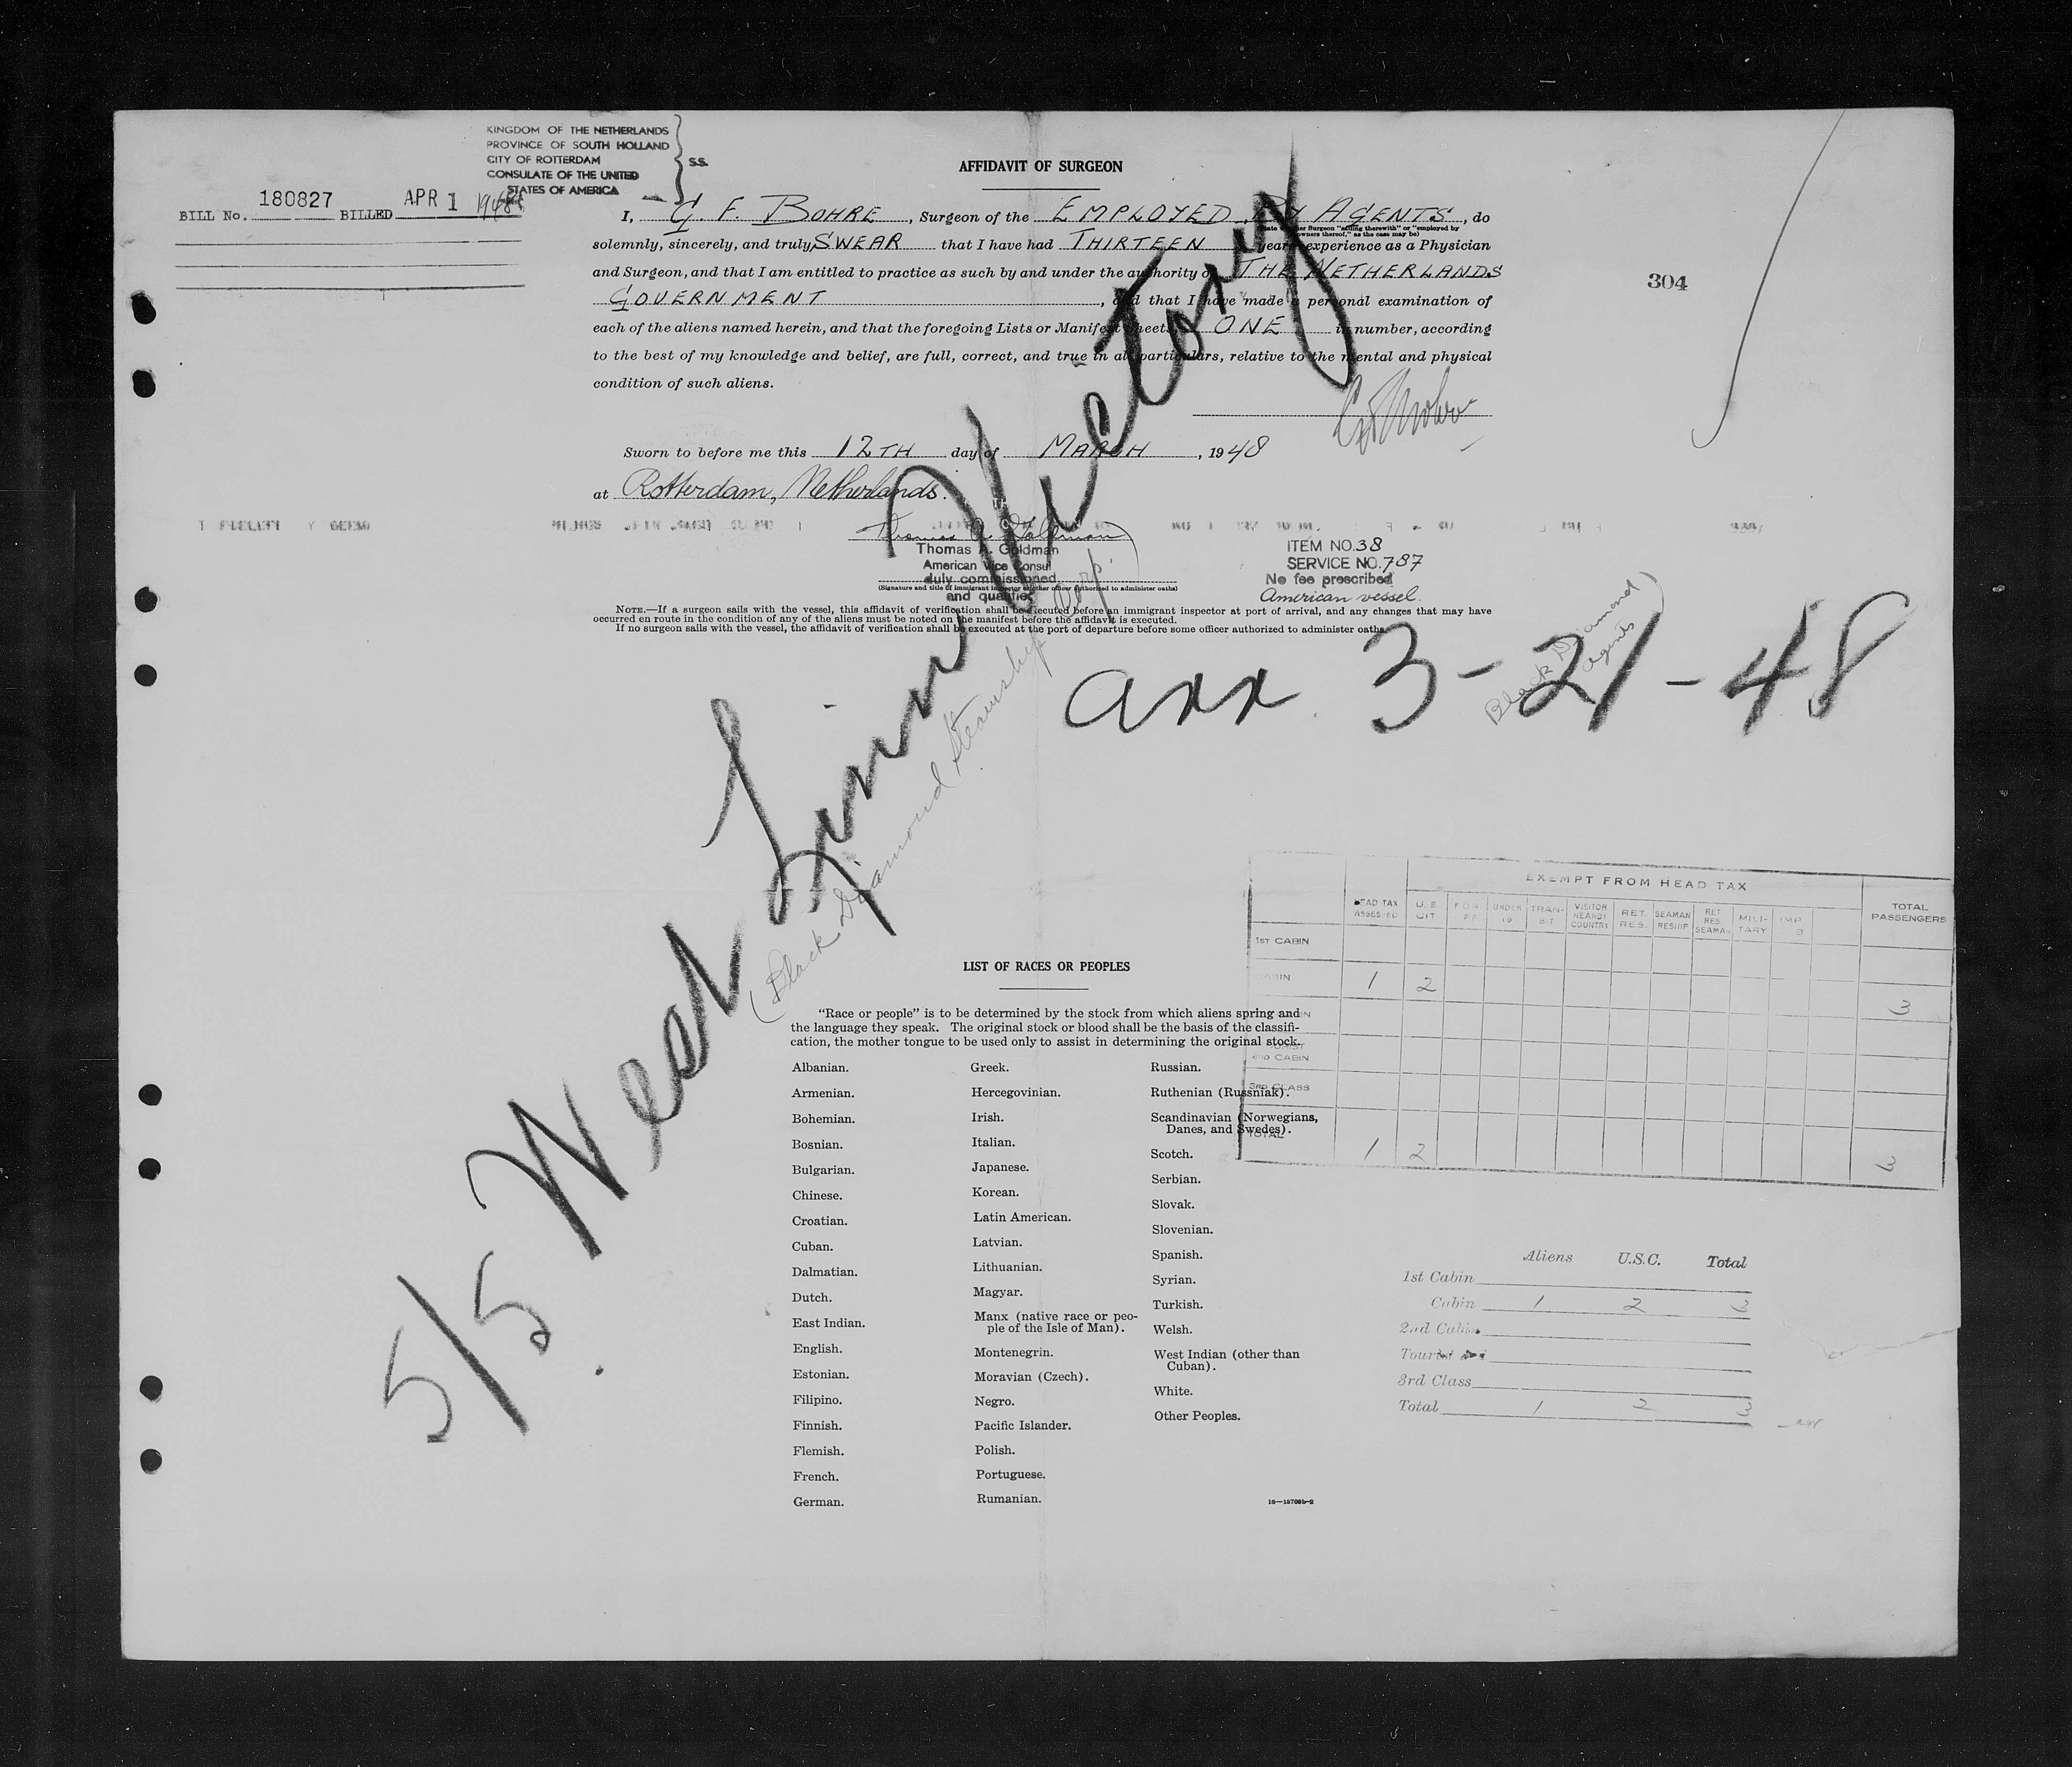 KINGDOM OF THE NETHERLANDS
PROVINCE OF SOUTH HOLLAND
CITY OF ROTTERDAM
CONSULATE OF THE UNITED
STATES OF AMERICA
S.S.
BILL No. 180827 BILLED APR 1 1948
304
AFFIDAVIT OF SURGEON
I, G. F. BOHRE, Surgeon of the EMPLOYED BY AGENTS, do
solemnly, sincerely, and truly SWEAR that I have had THIRTEEN years experience as a Physician
and Surgeon, and that I am entitled to practice as such by and under the authority of THE NETHERLANDS
GOVERNMENT, and that I have made a personal examination of
each of the aliens named herein, and that the foregoing Lists or Manifest Sheets, ONE in number, according
to the best of my knowledge and belief, are full, correct, and true in all particulars, relative to the mental and physical
condition of such aliens.
Sworn to before me this 12TH day of MARCH, 1948
at Rotterdam, Netherlands.
Thomas A. Goldman
Thomas A. Goldman
American Vice Consul
duly commissioned
(Signature and title of immigrant inspector or other officer authorized to administer oaths)
and qualified
ITEM NO. 38
SERVICE NO. 787
No fee prescribed
American vessel.
NOTE.—If a surgeon sails with the vessel, this affidavit of verification shall be executed before an immigrant inspector at port of arrival, and any changes that may have
occurred en route in the condition of any of the aliens must be noted on the manifest before the affidavit is executed.
If no surgeon sails with the vessel, the affidavit of verification shall be executed at the port of departure before some officer authorized to administer oaths.
S/S West Linn Victory
(Black Diamond Steamship Corp.)
arr. 3-21-48
Black Diamond
Agents
EXEMPT FROM HEAD TAX
HEAD TAX ASSESSED
U.S. CIT
UNDER 16
TRANSIT
VISITOR NEARBY COUNTRY
RET. RES.
SEAMAN RESHIP
RET. RES. SEAMAN
MILITARY
TOTAL PASSENGERS
1ST CABIN
CABIN 1 2 3
2ND CABIN
3RD CLASS
TOTAL 1 2 3
LIST OF RACES OR PEOPLES
"Race or people" is to be determined by the stock from which aliens spring and
the language they speak. The original stock or blood shall be the basis of the classifi-
cation, the mother tongue to be used only to assist in determining the original stock.
Albanian.
Armenian.
Bohemian.
Bosnian.
Bulgarian.
Chinese.
Croatian.
Cuban.
Dalmatian.
Dutch.
East Indian.
English.
Estonian.
Filipino.
Finnish.
Flemish.
French.
German.
Greek.
Hercegovinian.
Irish.
Italian.
Japanese.
Korean.
Latin American.
Latvian.
Lithuanian.
Magyar.
Manx (native race or peo-
ple of the Isle of Man).
Montenegrin.
Moravian (Czech).
Negro.
Pacific Islander.
Polish.
Portuguese.
Rumanian.
Russian.
Ruthenian (Russniak).
Scandinavian (Norwegians,
Danes, and Swedes).
Scotch.
Serbian.
Slovak.
Slovenian.
Spanish.
Syrian.
Turkish.
Welsh.
West Indian (other than
Cuban).
White.
Other Peoples.
Aliens U.S.C. Total
1st Cabin
Cabin 1 2 3
2nd Cabin
Tourist
3rd Class
Total 1 2 3